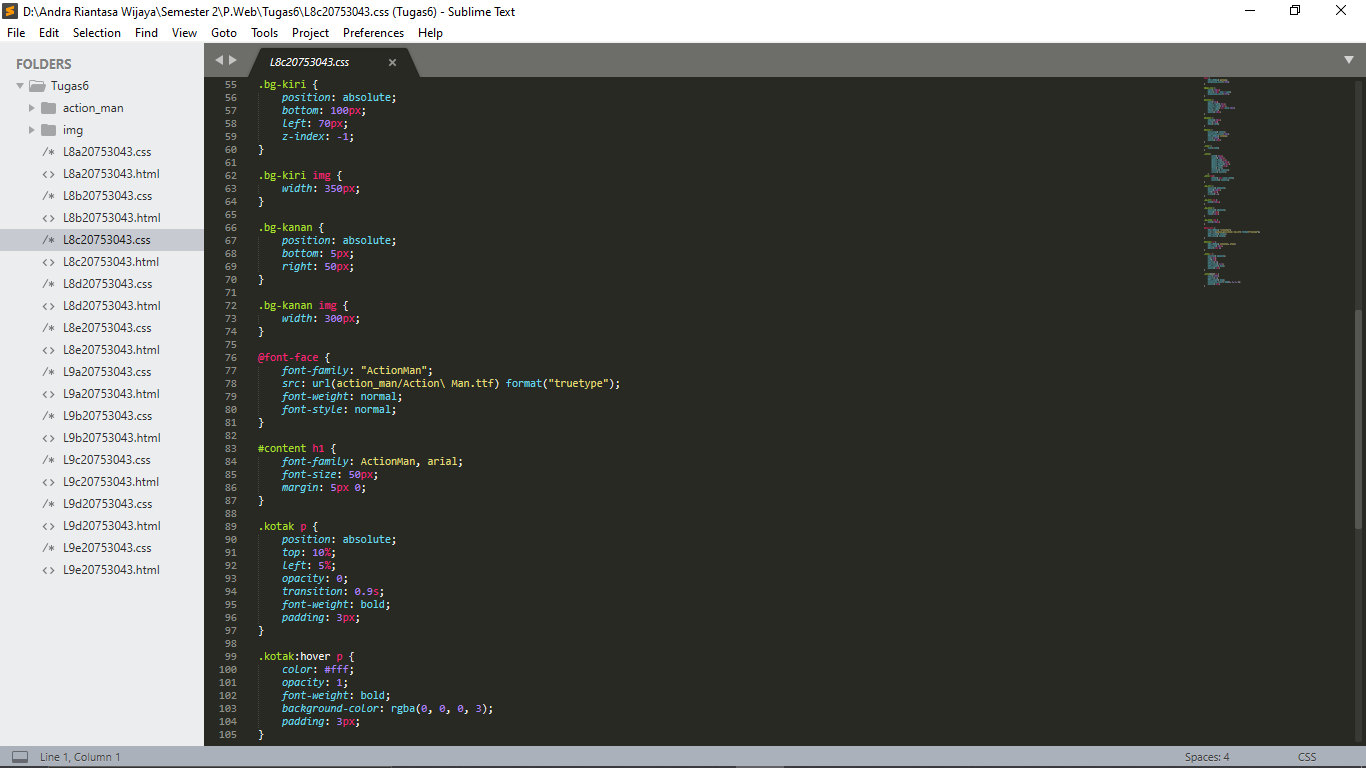 D:\Andra Riantasa Wijaya\Semester 2\P.Web\Tugas6\L8c20753043.css (Tugas6) - Sublime Text
File Edit Selection Find View Goto Tools Project Preferences Help
FOLDERS
Tugas6
action_man
img
/* L8a20753043.css
<> L8a20753043.html
/* L8b20753043.css
<> L8b20753043.html
/* L8c20753043.css
<> L8c20753043.html
/* L8d20753043.css
<> L8d20753043.html
/* L8e20753043.css
<> L8e20753043.html
/* L9a20753043.css
<> L9a20753043.html
/* L9b20753043.css
<> L9b20753043.html
/* L9c20753043.css
<> L9c20753043.html
/* L9d20753043.css
<> L9d20753043.html
/* L9e20753043.css
<> L9e20753043.html
L8c20753043.css ×
55 .bg-kiri {
56     position: absolute;
57     bottom: 100px;
58     left: 70px;
59     z-index: -1;
60 }
61
62 .bg-kiri img {
63     width: 350px;
64 }
65
66 .bg-kanan {
67     position: absolute;
68     bottom: 5px;
69     right: 50px;
70 }
71
72 .bg-kanan img {
73     width: 300px;
74 }
75
76 @font-face {
77     font-family: "ActionMan";
78     src: url(action_man/Action\ Man.ttf) format("truetype");
79     font-weight: normal;
80     font-style: normal;
81 }
82
83 #content h1 {
84     font-family: ActionMan, arial;
85     font-size: 50px;
86     margin: 5px 0;
87 }
88
89 .kotak p {
90     position: absolute;
91     top: 10%;
92     left: 5%;
93     opacity: 0;
94     transition: 0.9s;
95     font-weight: bold;
96     padding: 3px;
97 }
98
99 .kotak:hover p {
100     color: #fff;
101     opacity: 1;
102     font-weight: bold;
103     background-color: rgba(0, 0, 0, 3);
104     padding: 3px;
105 }
Line 1, Column 1
Spaces: 4
CSS